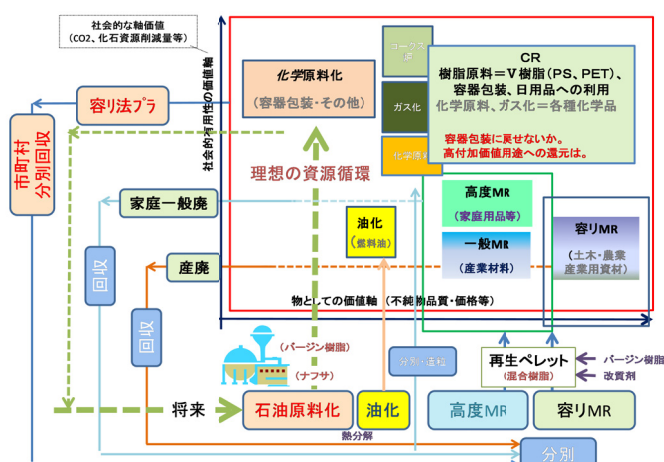 社会的な軸価値
（CO2、化石資源削減量等）
社会的有用性の価値軸
化学原料化
（容器包装・その他）
コークス炉
ガス化
化学原料
CR
樹脂原料＝V樹脂（PS、PET）、
容器包装、日用品への利用
化学原料、ガス化＝各種化学品
容器包装に戻せないか。
高付加価値用途への還元は。
容リ法プラ
市町村
分別回収
理想の資源循環
家庭一般廃
油化
（燃料油）
高度MR
（家庭用品等）
一般MR
（産業材料）
容リMR
（土木・農業
産業用資材）
産廃
回収
回収
物としての価値軸（不純物品質・価格等）
（バージン樹脂）
（ナフサ）
分別・造粒
再生ペレット
（混合樹脂）
バージン樹脂
改質剤
将来
石油原料化
油化
熱分解
高度MR
容リMR
分別